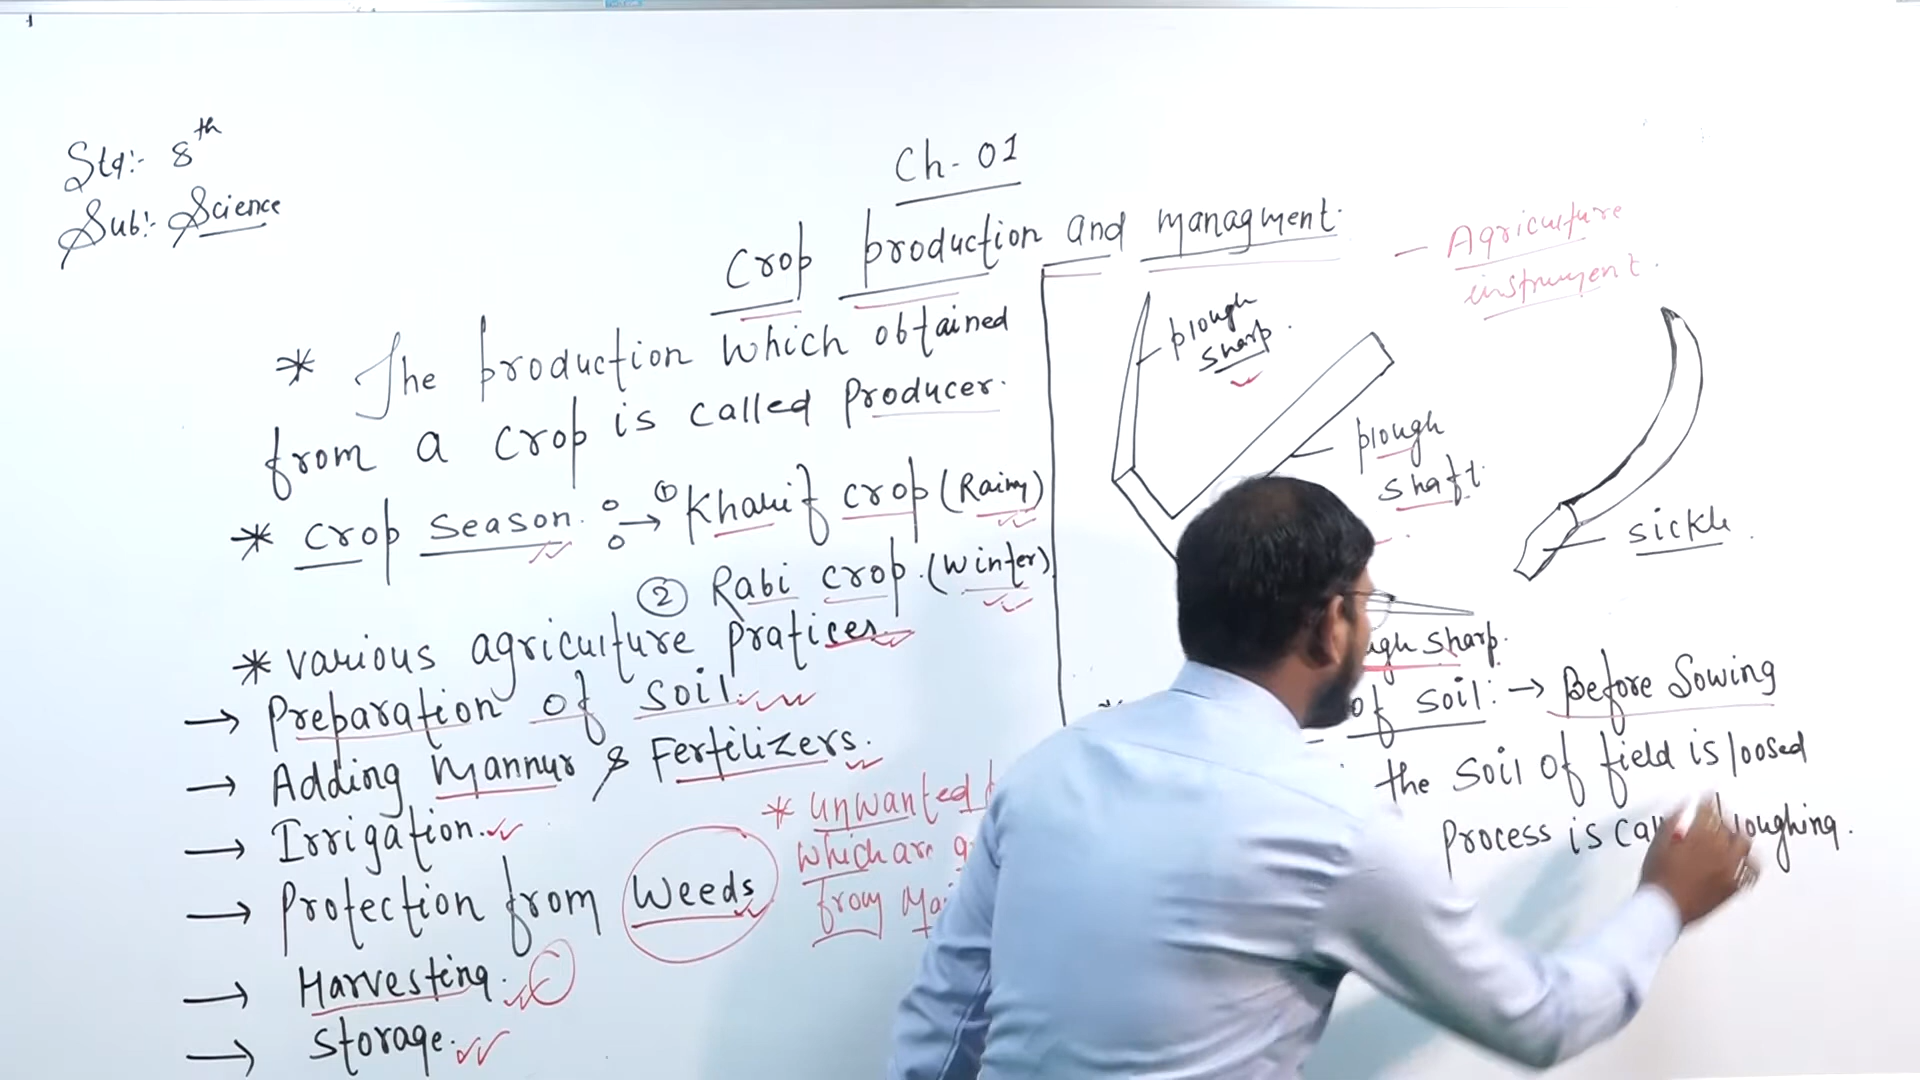 Std:- 8th
Sub:- Science
Ch-01
Crop production and managment.
* The production which obtained
from a crop is called Producer.
* Crop Season. → ① Kharif crop (Rainy)
② Rabi crop. (Winter)
* various agriculture pratices
→ Preparation of Soil.
→ Adding Mannur & Fertilizers.
→ Irrigation.
→ Protection from Weeds
→ Harvesting.
→ Storage.
* unwanted
which are
from
- Agriculture
instrument.
plough
sharp.
plough
shaft.
sickle.
sharp.
of soil: → Before Sowing
the soil of field is loosed
Process is